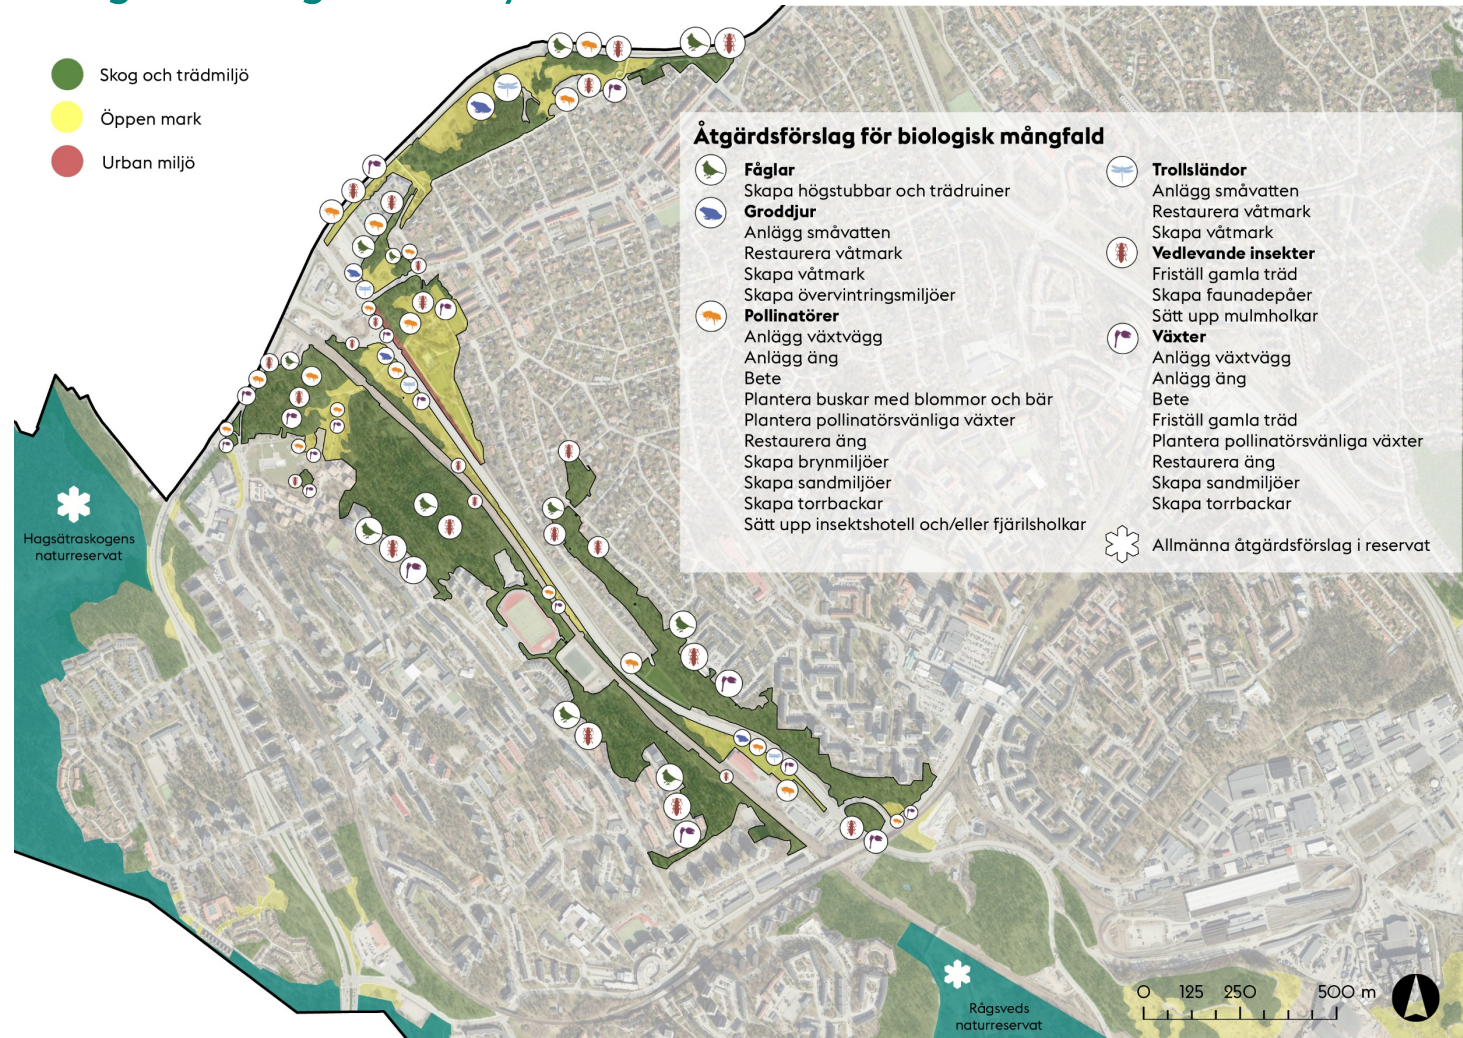 Skog och trädmiljö
Öppen mark
Urban miljö
Åtgärdsförslag för biologisk mångfald
Fåglar
Skapa högstubbar och trädruiner
Groddjur
Anlägg småvatten
Restaurera våtmark
Skapa våtmark
Skapa övervintringsmiljöer
Pollinatörer
Anlägg växtvägg
Anlägg äng
Bete
Plantera buskar med blommor och bär
Plantera pollinatörsvänliga växter
Restaurera äng
Skapa brynmiljöer
Skapa sandmiljöer
Skapa torrbackar
Sätt upp insektshotell och/eller fjärilsholkar
Trollsländor
Anlägg småvatten
Restaurera våtmark
Skapa våtmark
Vedlevande insekter
Friställ gamla träd
Skapa faunadepåer
Sätt upp mulmholkar
Växter
Anlägg växtvägg
Anlägg äng
Bete
Friställ gamla träd
Plantera pollinatörsvänliga växter
Restaurera äng
Skapa sandmiljöer
Skapa torrbackar
Allmänna åtgärdsförslag i reservat
Hagsätraskogens
naturreservat
Rågsveds
naturreservat
0 125 250 500 m